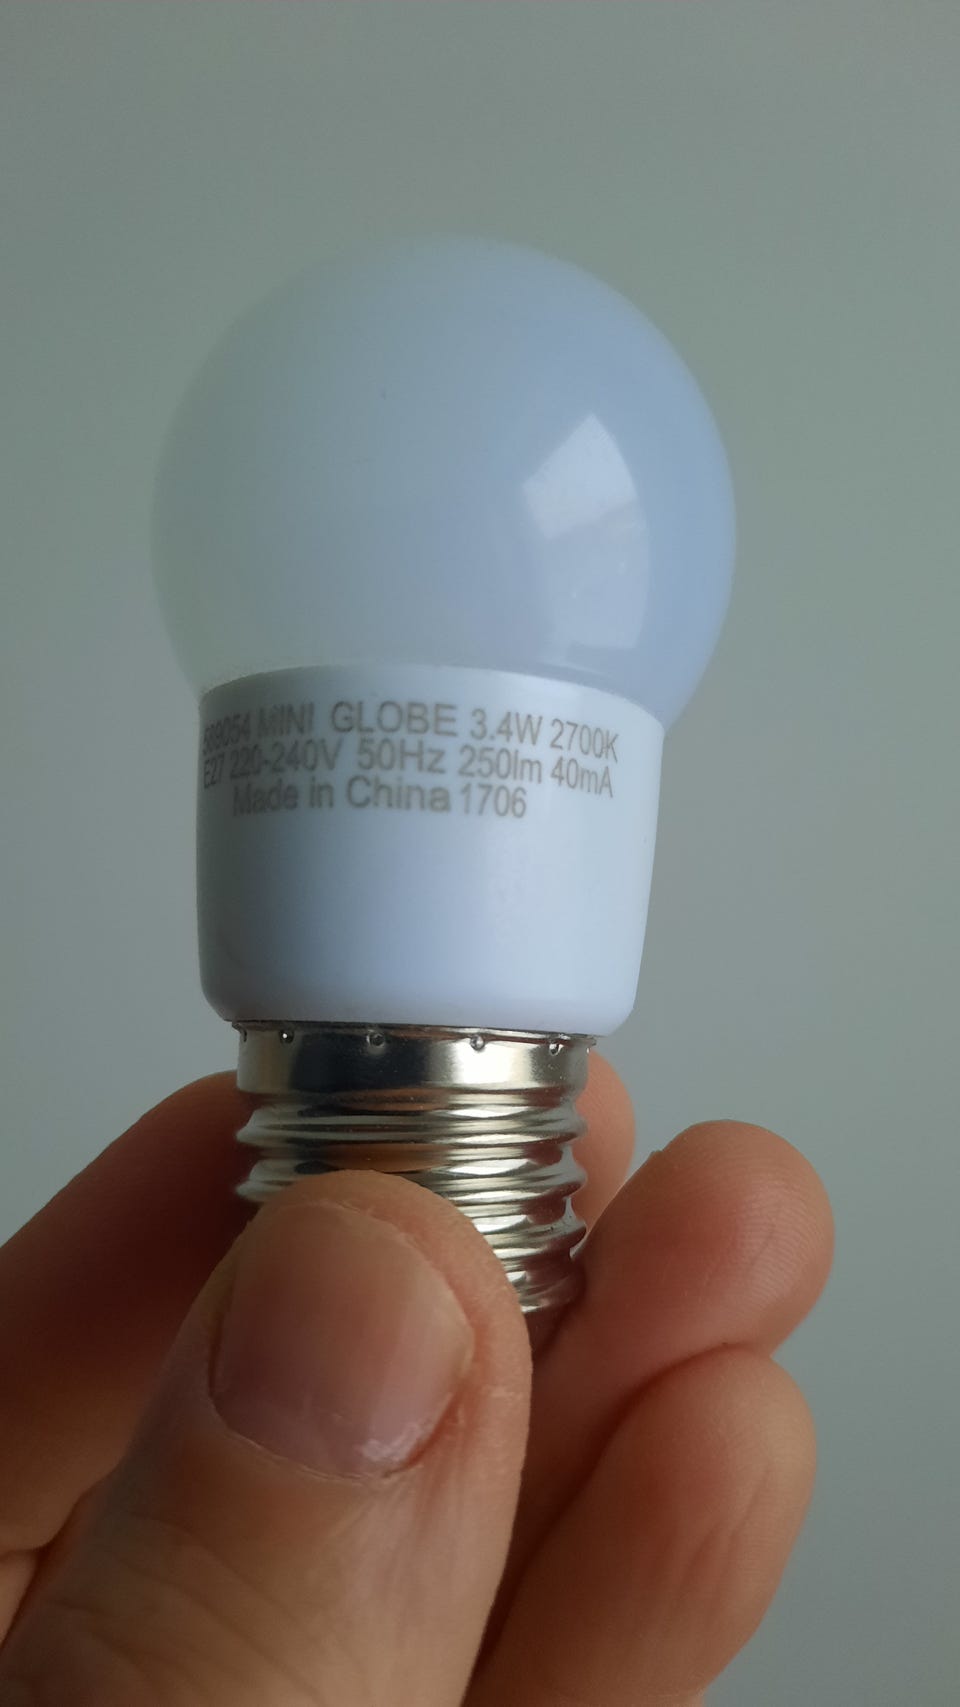 MINI GLOBE 3.4W 2700K
E27 220-240V 50Hz 250lm 40mA
Made in China 1706